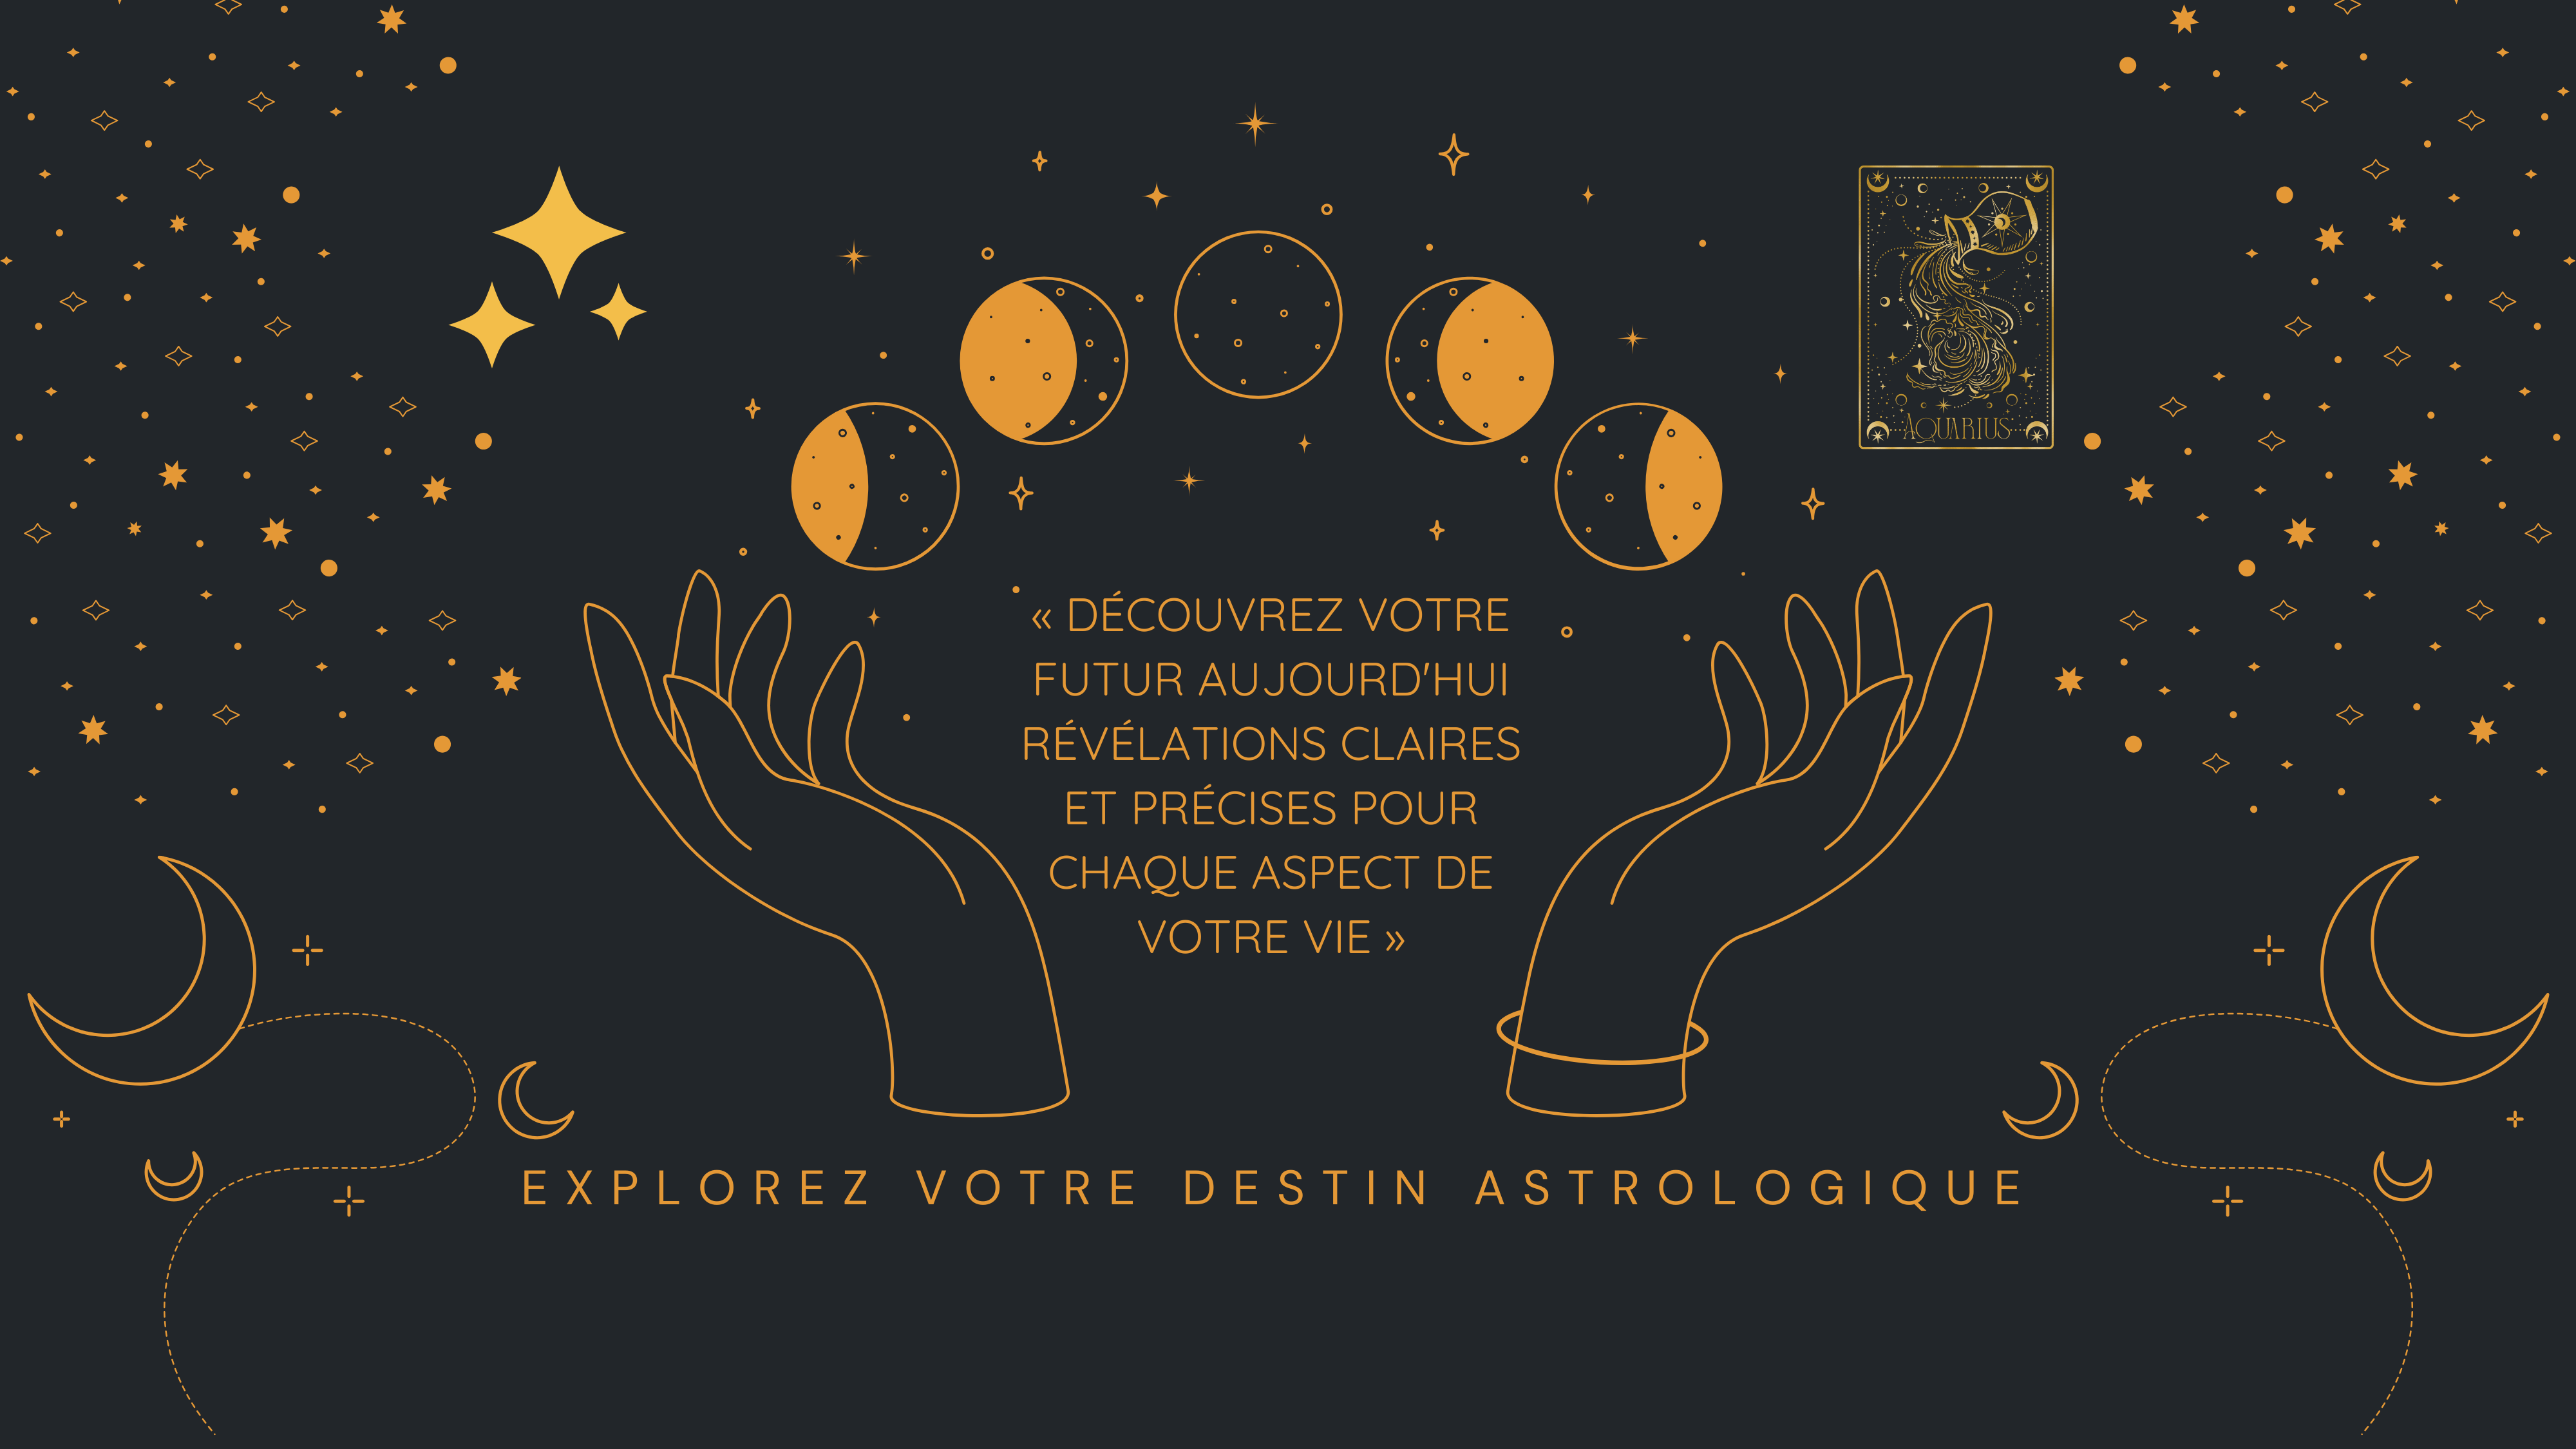 AQUARIUS
« DÉCOUVREZ VOTRE
FUTUR AUJOURD'HUI
RÉVÉLATIONS CLAIRES
ET PRÉCISES POUR
CHAQUE ASPECT DE
VOTRE VIE »
EXPLOREZ VOTRE DESTIN ASTROLOGIQUE